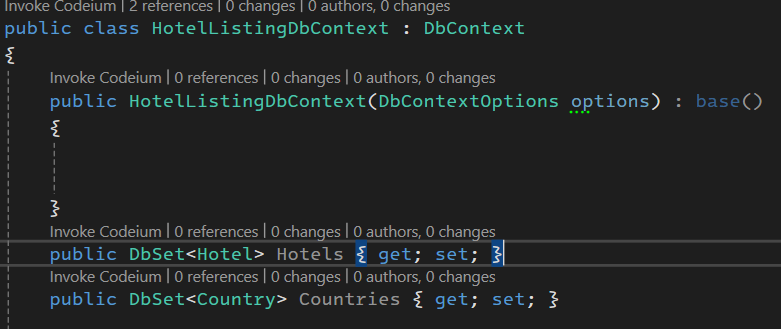 Invoke Codeium | 2 references | 0 changes | 0 authors, 0 changes
public class HotelListingDbContext : DbContext
{
Invoke Codeium | 0 references | 0 changes | 0 authors, 0 changes
public HotelListingDbContext(DbContextOptions options) : base()
{
}
Invoke Codeium | 0 references | 0 changes | 0 authors, 0 changes
public DbSet<Hotel> Hotels { get; set; }
Invoke Codeium | 0 references | 0 changes | 0 authors, 0 changes
public DbSet<Country> Countries { get; set; }